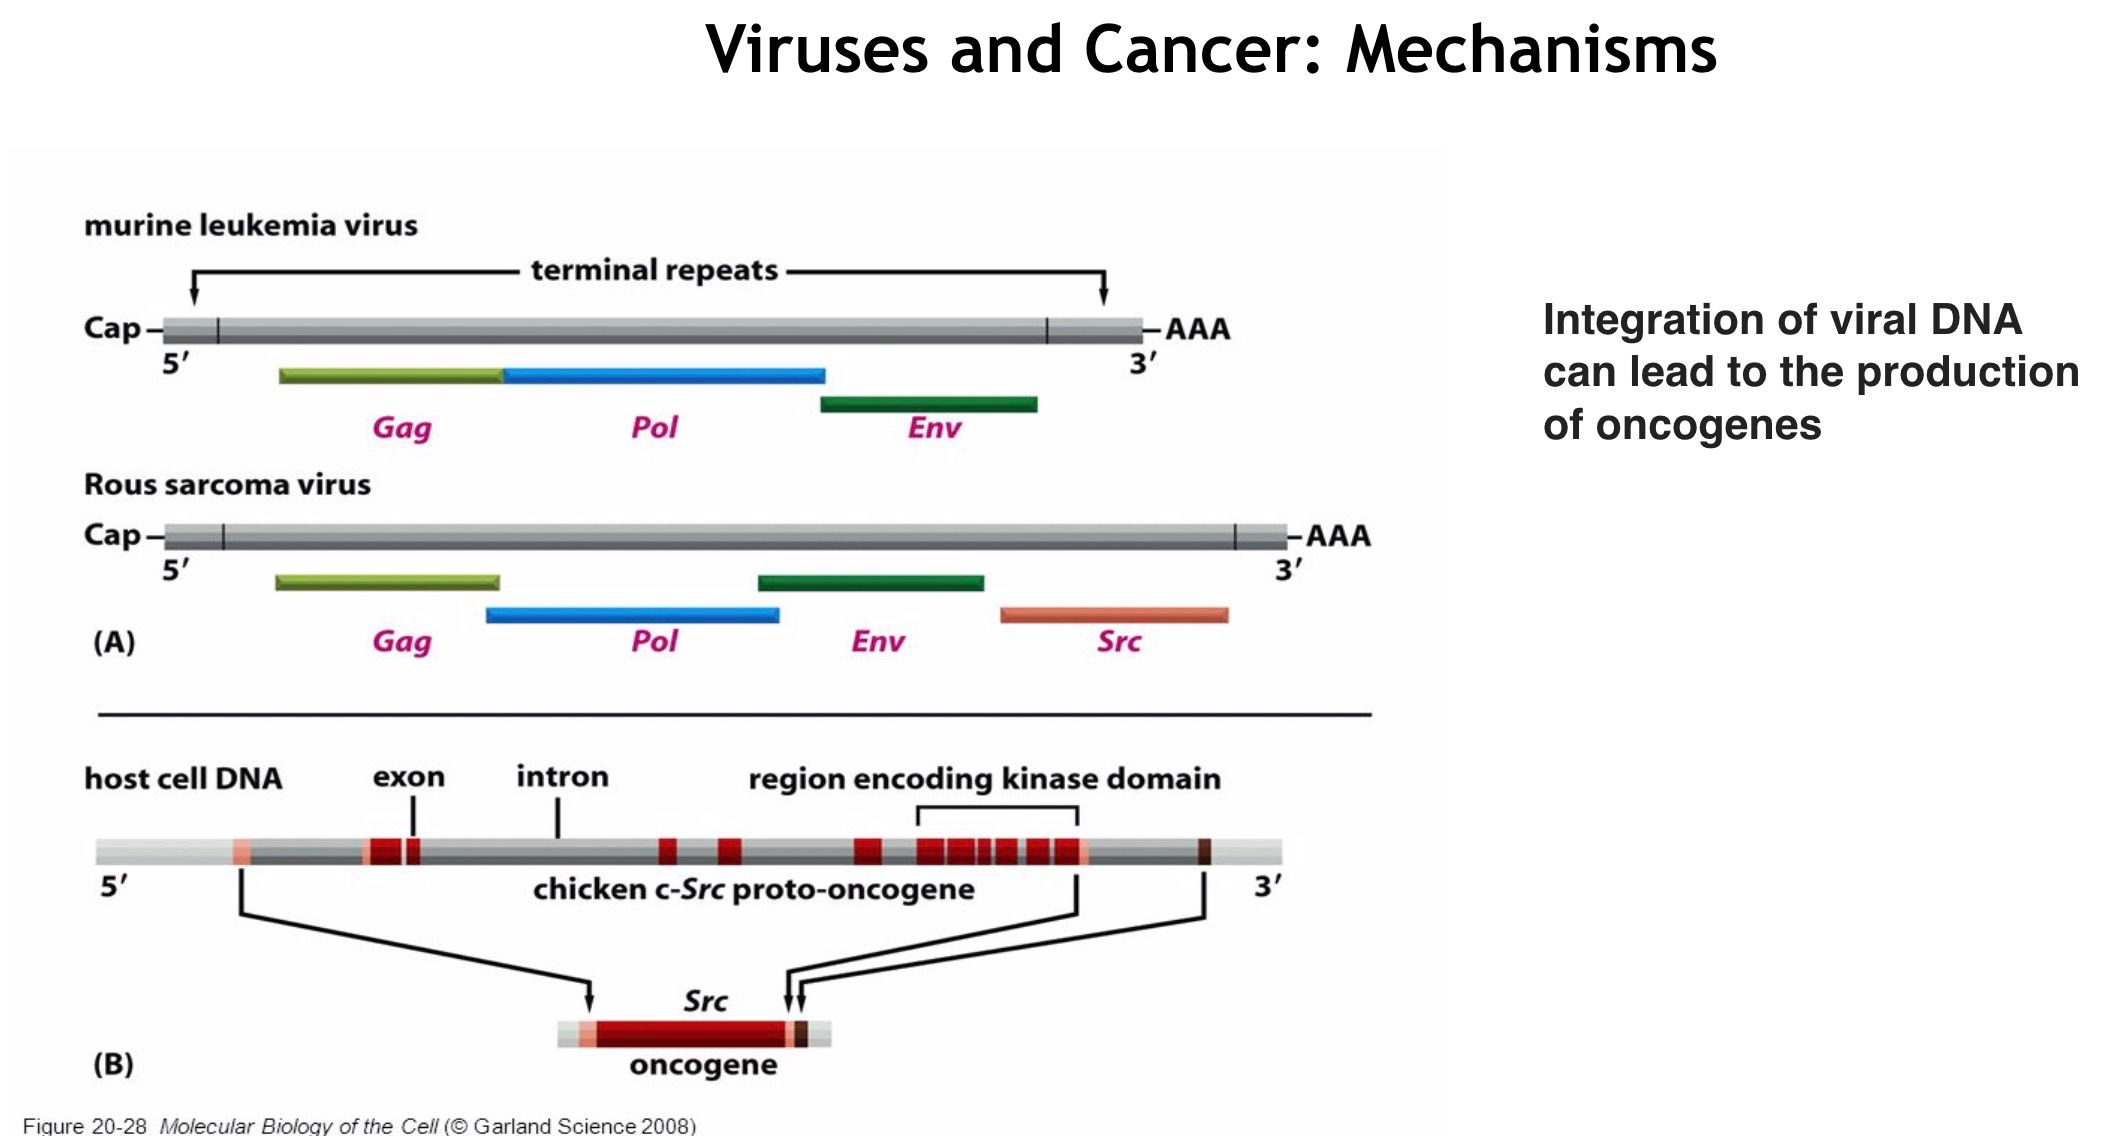 Viruses and Cancer: Mechanisms
murine leukemia virus
terminal repeats
Cap
AAA
5′
3′
Gag
Pol
Env
Integration of viral DNA
can lead to the production
of oncogenes
Rous sarcoma virus
Cap
AAA
5′
3′
(A)
Gag
Pol
Env
Src
host cell DNA
exon
intron
region encoding kinase domain
5′
chicken c-Src proto-oncogene
3′
Src
oncogene
(B)
Figure 20-28 Molecular Biology of the Cell (© Garland Science 2008)